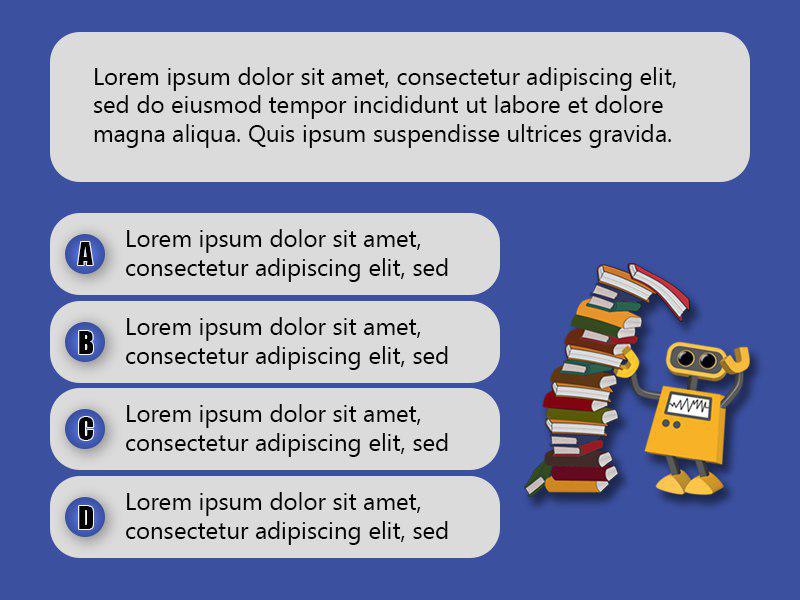 Lorem ipsum dolor sit amet, consectetur adipiscing elit,
sed do eiusmod tempor incididunt ut labore et dolore
magna aliqua. Quis ipsum suspendisse ultrices gravida.
A Lorem ipsum dolor sit amet,
consectetur adipiscing elit, sed
B Lorem ipsum dolor sit amet,
consectetur adipiscing elit, sed
C Lorem ipsum dolor sit amet,
consectetur adipiscing elit, sed
D Lorem ipsum dolor sit amet,
consectetur adipiscing elit, sed